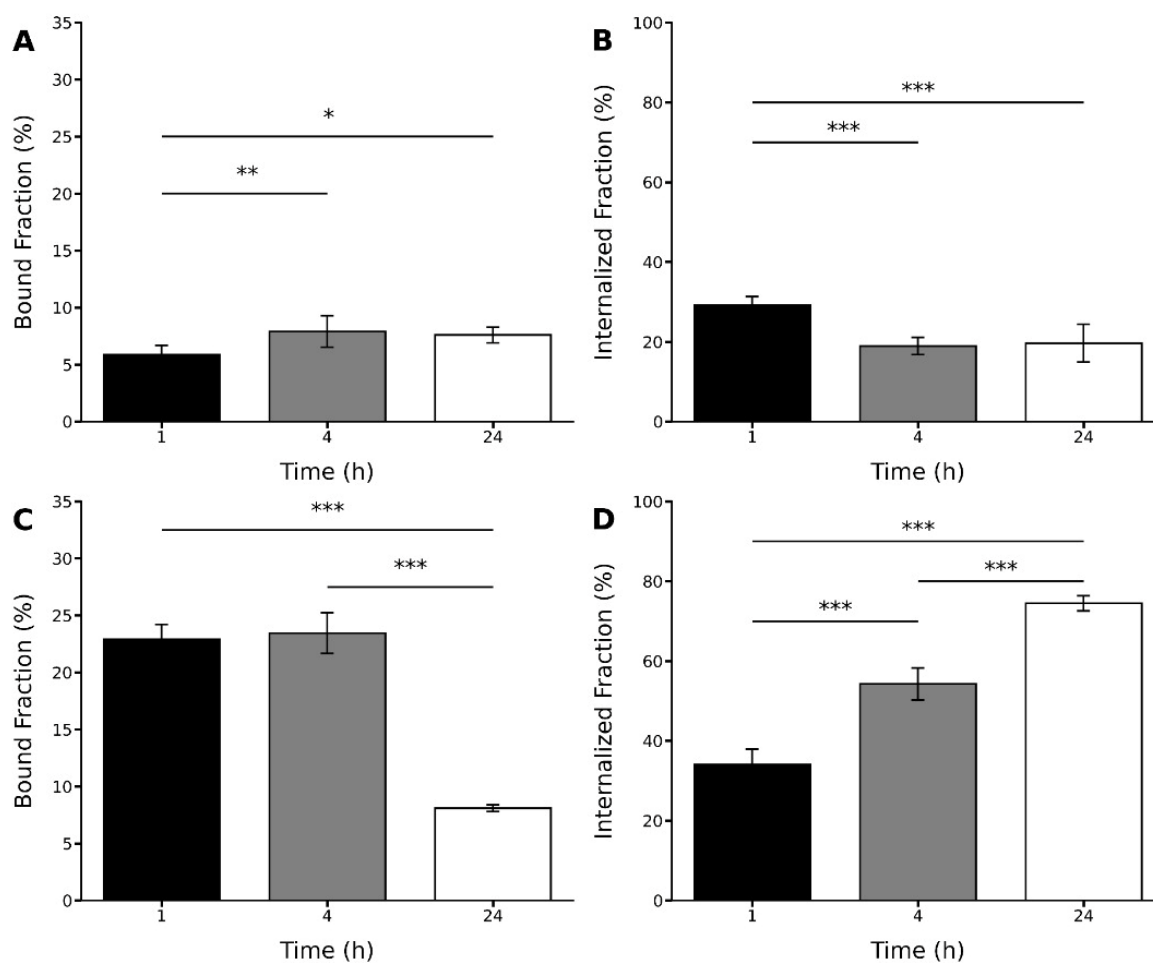 A
Bound Fraction (%)
35
30
25
20
15
10
5
0
*
**
1 4 24
Time (h)
B
Internalized Fraction (%)
100
80
60
40
20
0
***
***
1 4 24
Time (h)
C
Bound Fraction (%)
35
30
25
20
15
10
5
0
***
***
1 4 24
Time (h)
D
Internalized Fraction (%)
100
80
60
40
20
0
***
***
***
1 4 24
Time (h)